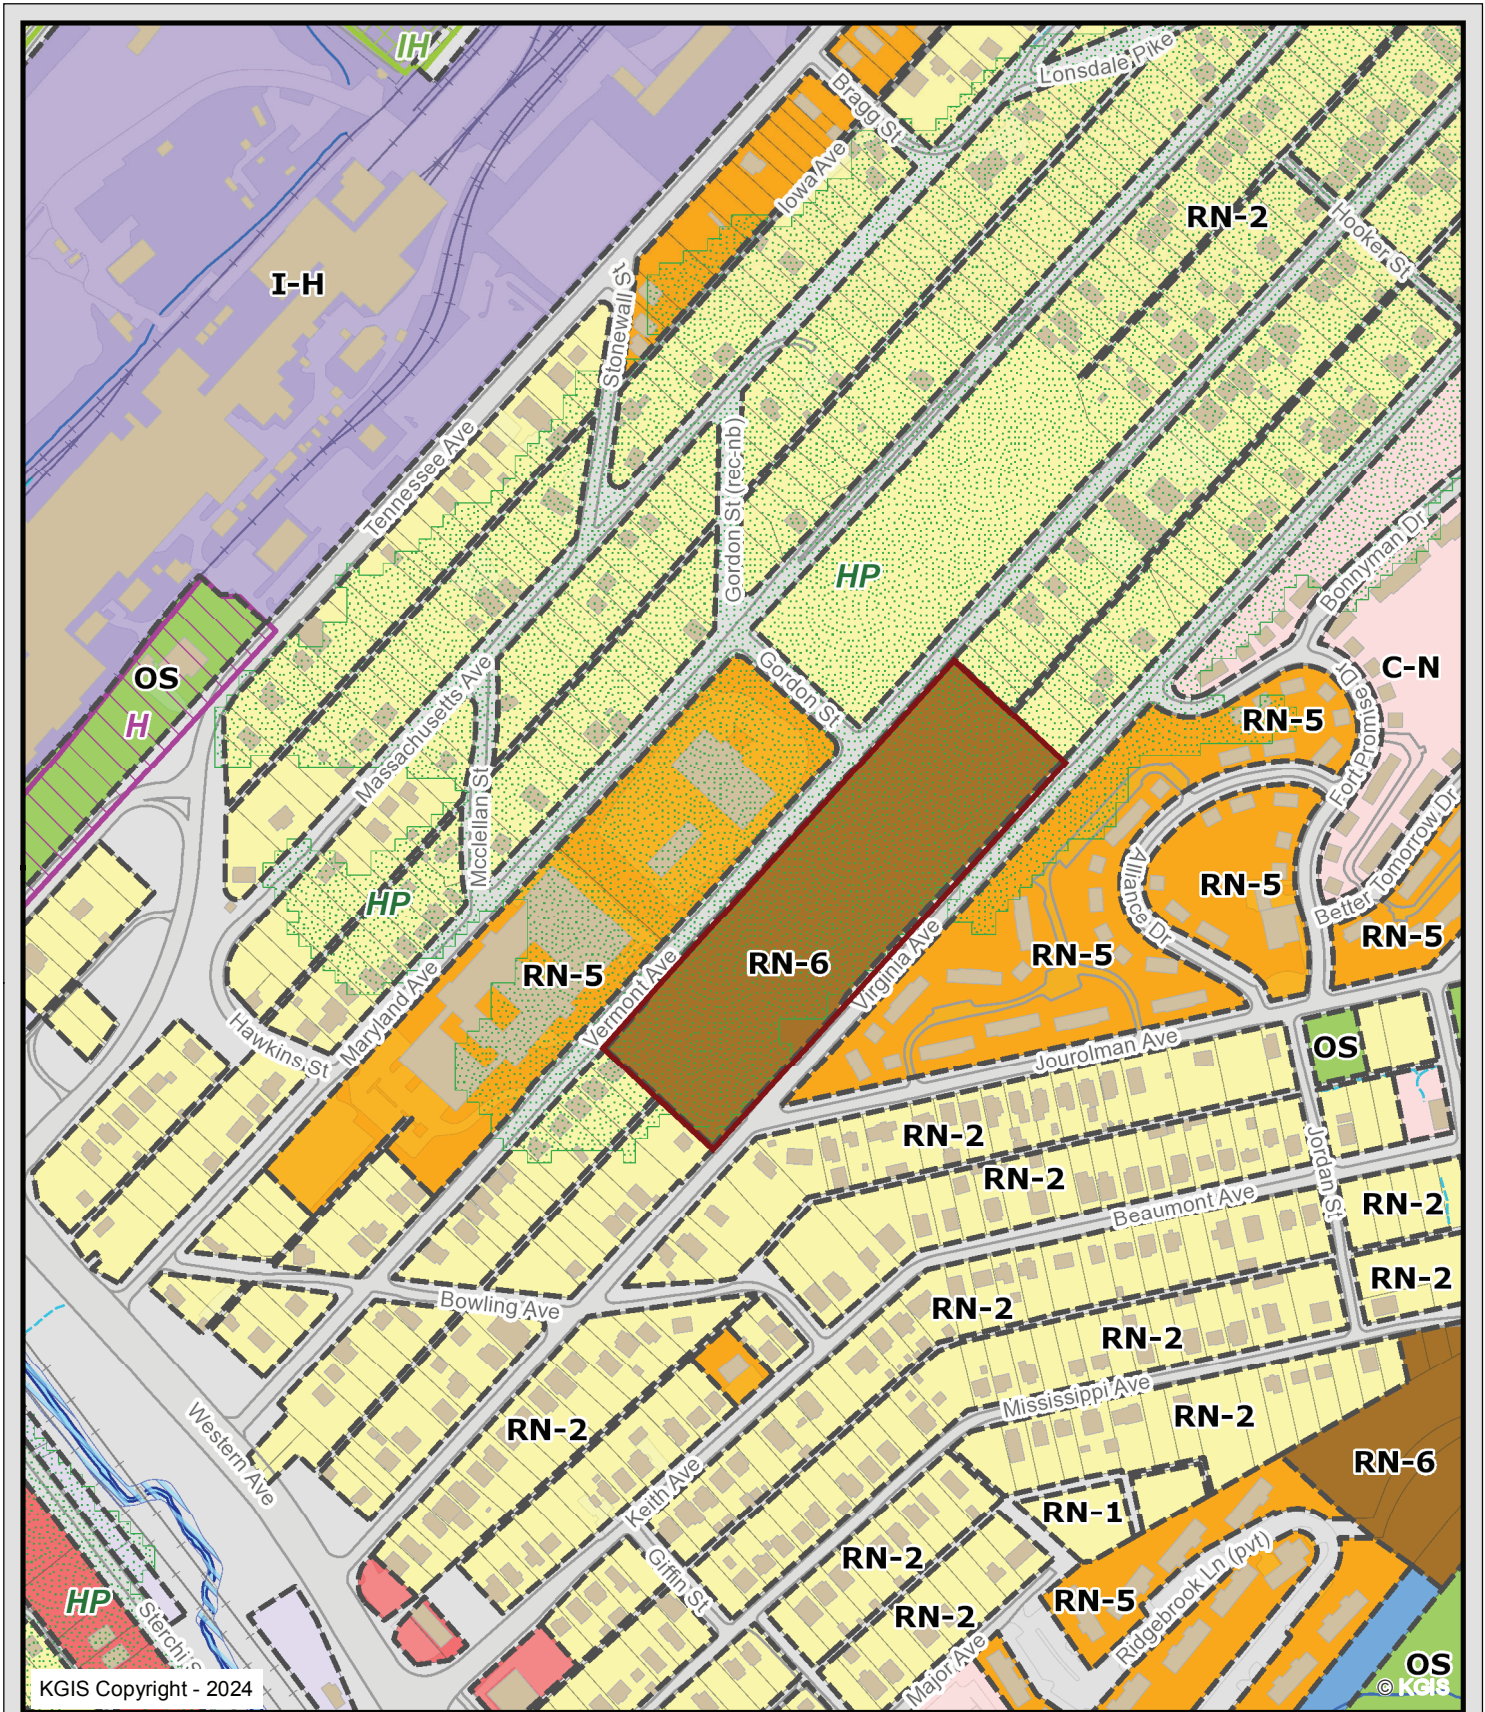 IH
Lonsdale Pike
Bragg St
Iowa Ave
RN-2
Hooker St
I-H
Stonewall St
Tennessee Ave
Gordon St (rec-nb)
Bonnyman Dr
HP
OS
H
Massachusetts Ave
Gordon St
C-N
RN-5
Fort Promise Dr
Mcclellan St
HP
Alliance Dr
RN-5
Better Tomorrow Dr
RN-5
RN-5
RN-6
RN-5
Vermont Ave
Virginia Ave
Maryland Ave
Hawkins St
Jourolman Ave
OS
RN-2
RN-2
Jordan St
Beaumont Ave
RN-2
RN-2
Bowling Ave
RN-2
RN-2
Mississippi Ave
RN-2
RN-2
Western Ave
RN-6
Keith Ave
RN-1
RN-2
Giffin St
HP
RN-5
Ridgebrook Ln (pvt)
RN-2
Sterchi S
Major Ave
OS
KGIS Copyright - 2024
© KGIS